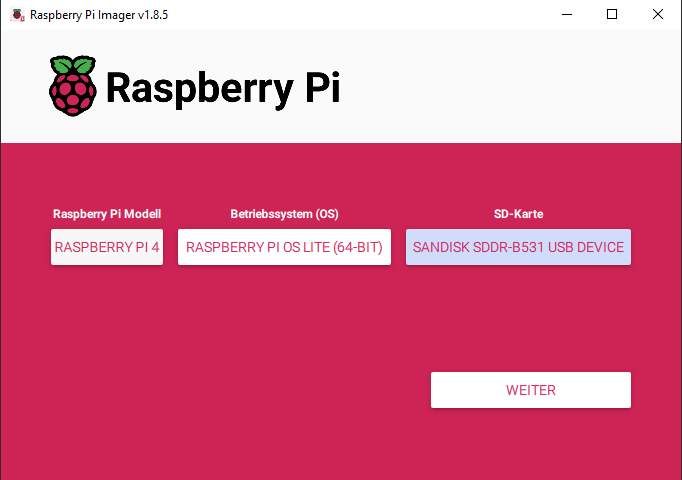 Raspberry Pi Imager v1.8.5
Raspberry Pi
Raspberry Pi Modell Betriebssystem (OS) SD-Karte
RASPBERRY PI 4 RASPBERRY PI OS LITE (64-BIT) SANDISK SDDR-B531 USB DEVICE
WEITER